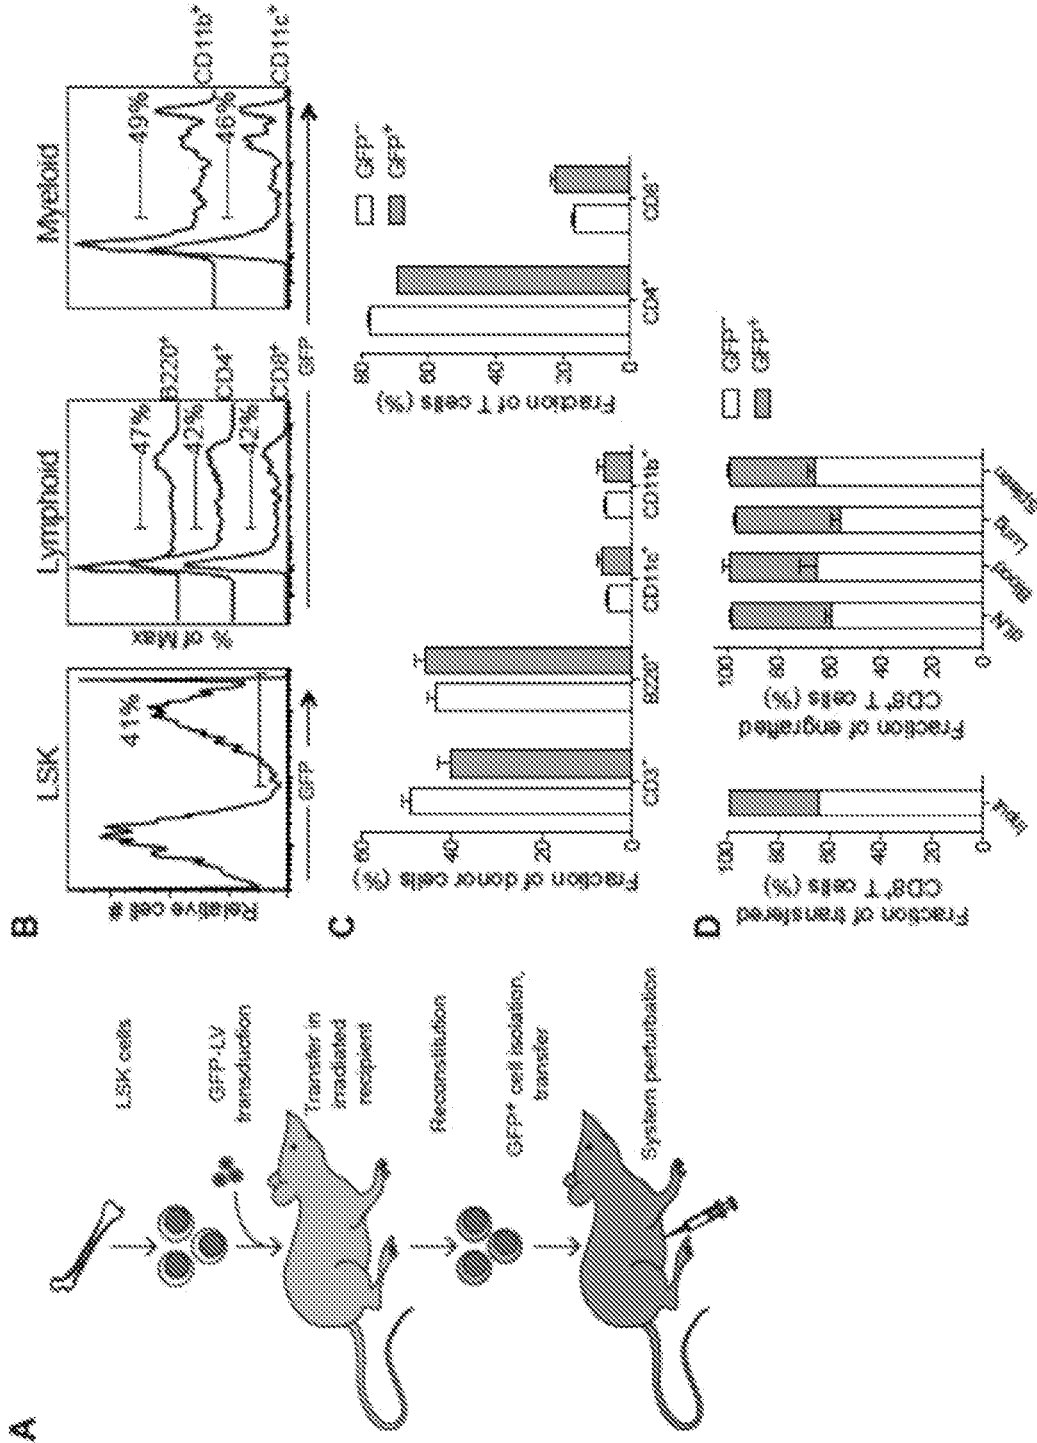 A
LSK cells
GFP-LV
transduction
Transfer in
irradiated
recipient
Reconstitution
GFP+ cell isolation,
transfer
System perturbation
B
LSK
41%
Relative cell #
GFP
Lymphoid
47%
B220+
42%
CD4+
42%
CD8+
% of Max
GFP
Myeloid
49%
CD11b+
46%
CD11c+
C
Fraction of donor cells (%)
60
40
20
0
CD3+
B220+
CD11c+
CD11b+
Fraction of T cells (%)
80
60
40
20
0
CD4+
CD8+
GFP-
GFP+
D
Fraction of transfered
CD8+T cells (%)
100
80
60
40
20
0
Fraction of engrafted
CD8+T cells (%)
100
80
60
40
20
0
Lung
Spleen
GFP-
GFP+